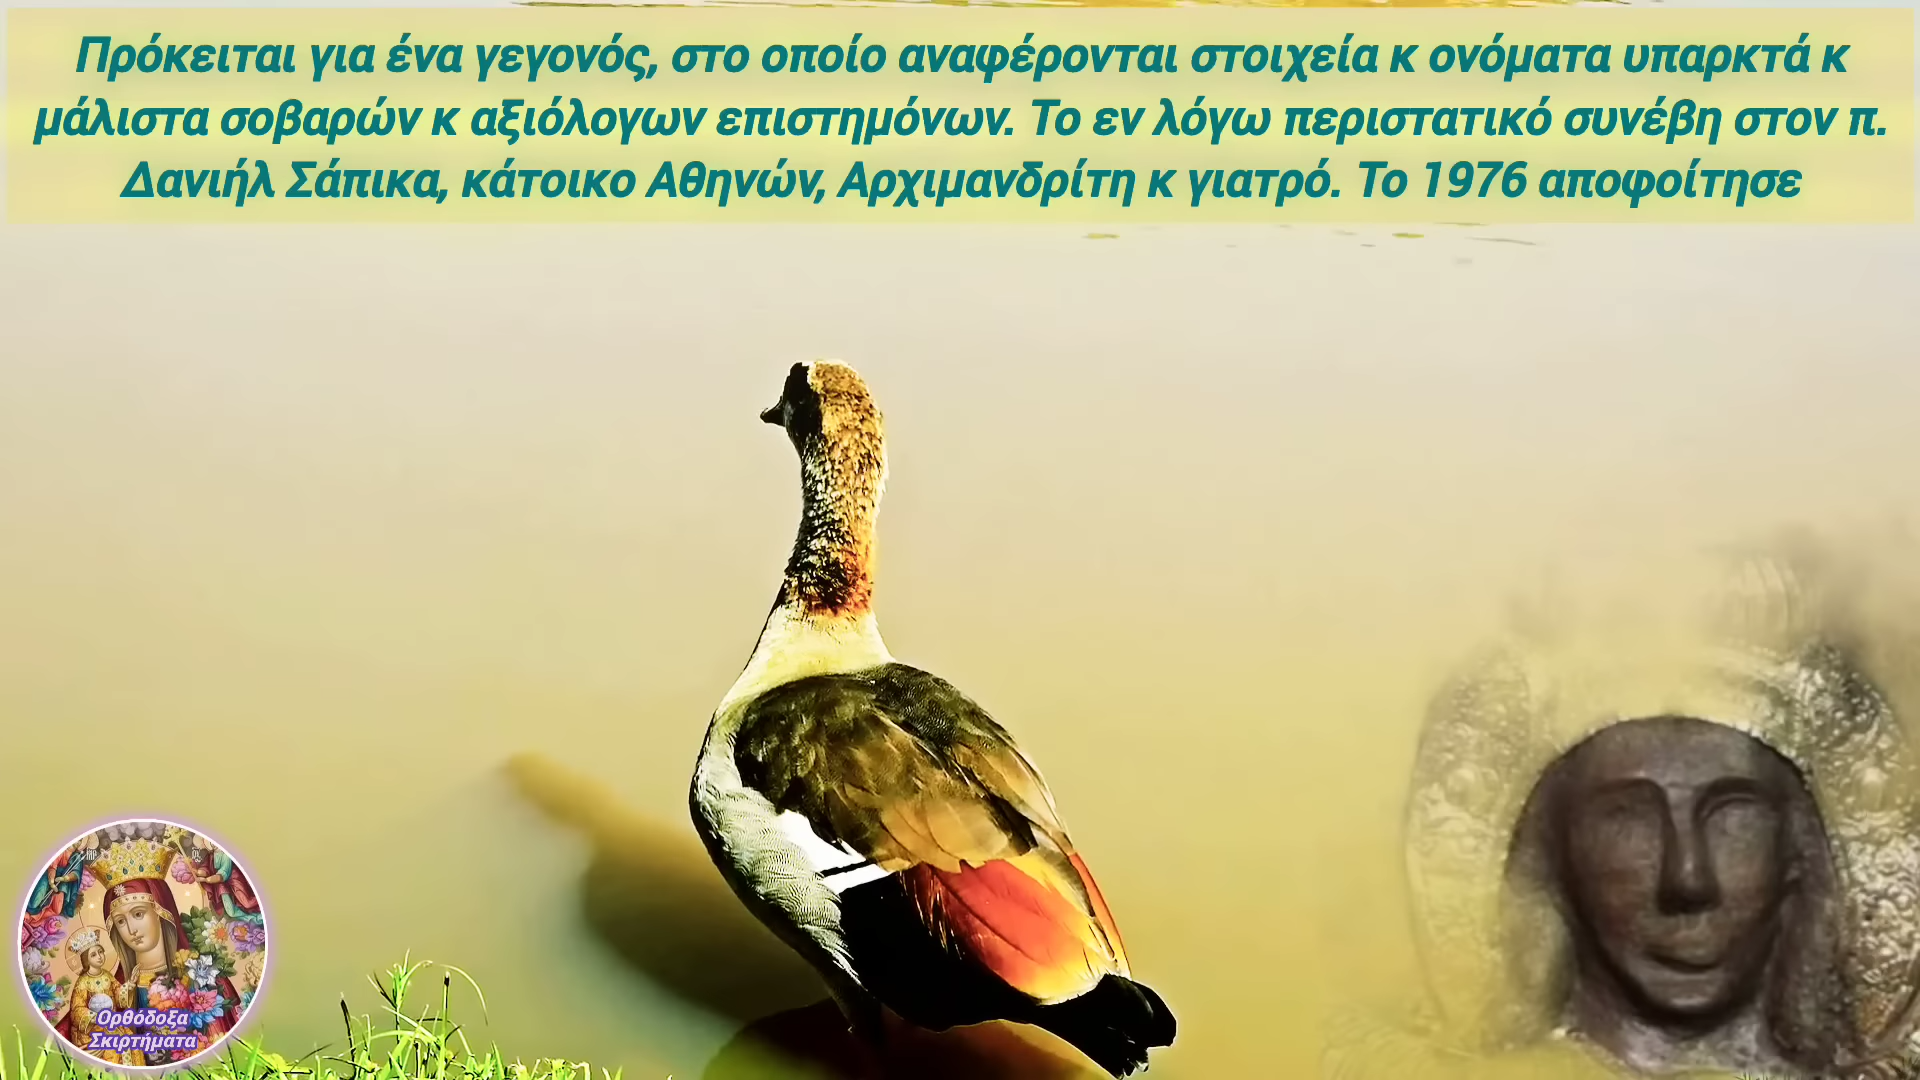 Πρόκειται για ένα γεγονός, στο οποίο αναφέρονται στοιχεία κ ονόματα υπαρκτά κ
μάλιστα σοβαρών κ αξιόλογων επιστημόνων. Το εν λόγω περιστατικό συνέβη στον π.
Δανιήλ Σάπικα, κάτοικο Αθηνών, Αρχιμανδρίτη κ γιατρό. Το 1976 αποφοίτησε
Ορθόδοξα
Σκιρτήματα